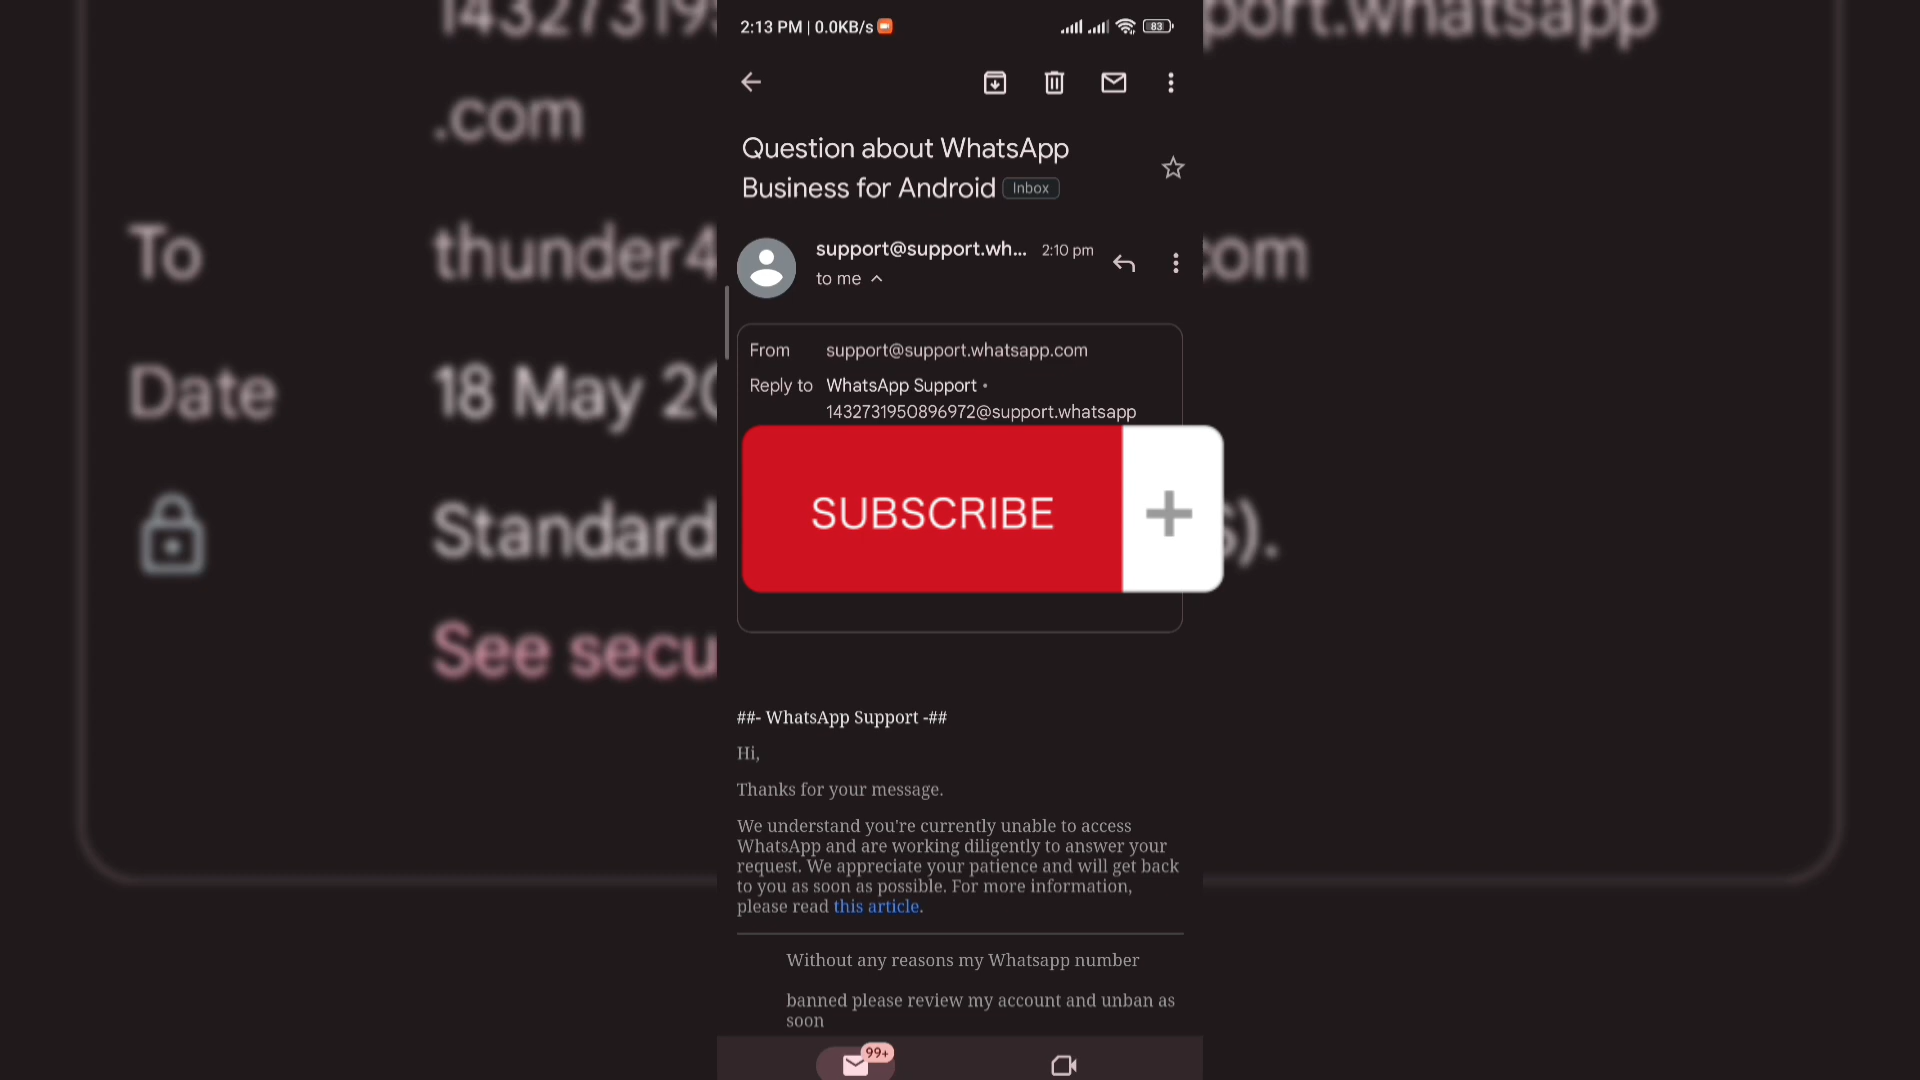 2:13 PM | 0.0KB/s
83
Question about WhatsApp
Business for Android Inbox
support@support.wh... 2:10 pm
to me
From support@support.whatsapp.com
Reply to WhatsApp Support •
1432731950896972@support.whatsapp
SUBSCRIBE +
##- WhatsApp Support -##
Hi,
Thanks for your message.
We understand you're currently unable to access
WhatsApp and are working diligently to answer your
request. We appreciate your patience and will get back
to you as soon as possible. For more information,
please read this article.
Without any reasons my Whatsapp number
banned please review my account and unban as
soon
99+
.com
To thunder4
com
Date 18 May 20
Standard
See secu